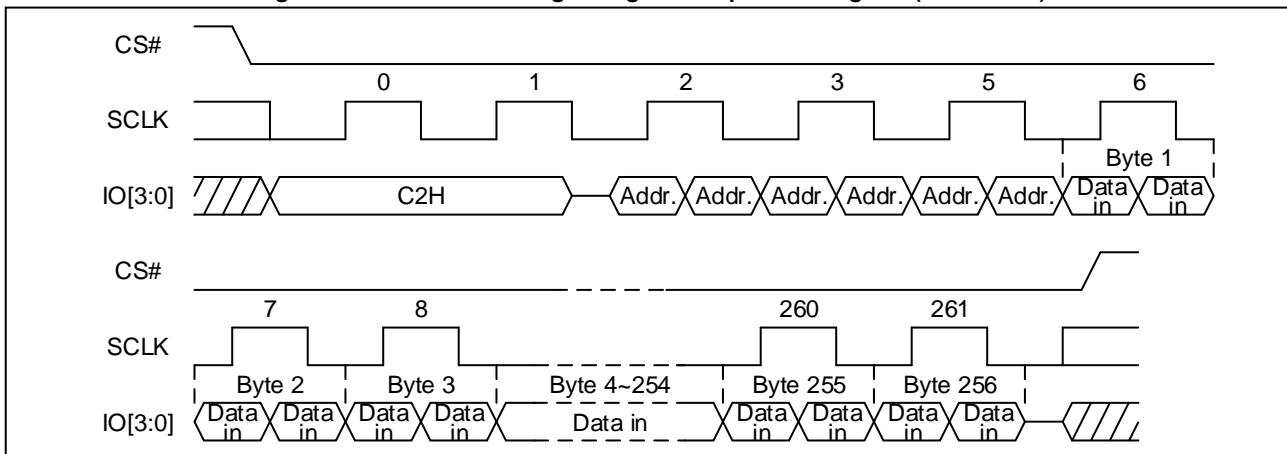 CS#
0 1 2 3 5 6
SCLK
Byte 1
IO[3:0] C2H Addr. Addr. Addr. Addr. Addr. Addr. Data in Data in
CS#
7 8 260 261
SCLK
Byte 2 Byte 3 Byte 4~254 Byte 255 Byte 256
IO[3:0] Data in Data in Data in Data in Data in Data in Data in Data in Data in